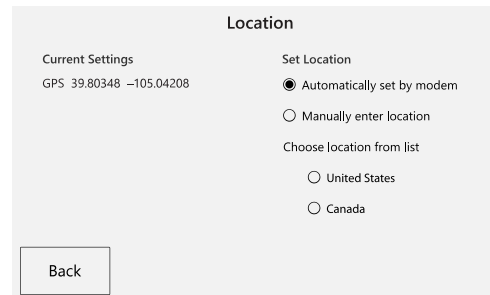 Location
Current Settings
GPS 39.80348 –105.04208
Set Location
Automatically set by modem
Manually enter location
Choose location from list
United States
Canada
Back